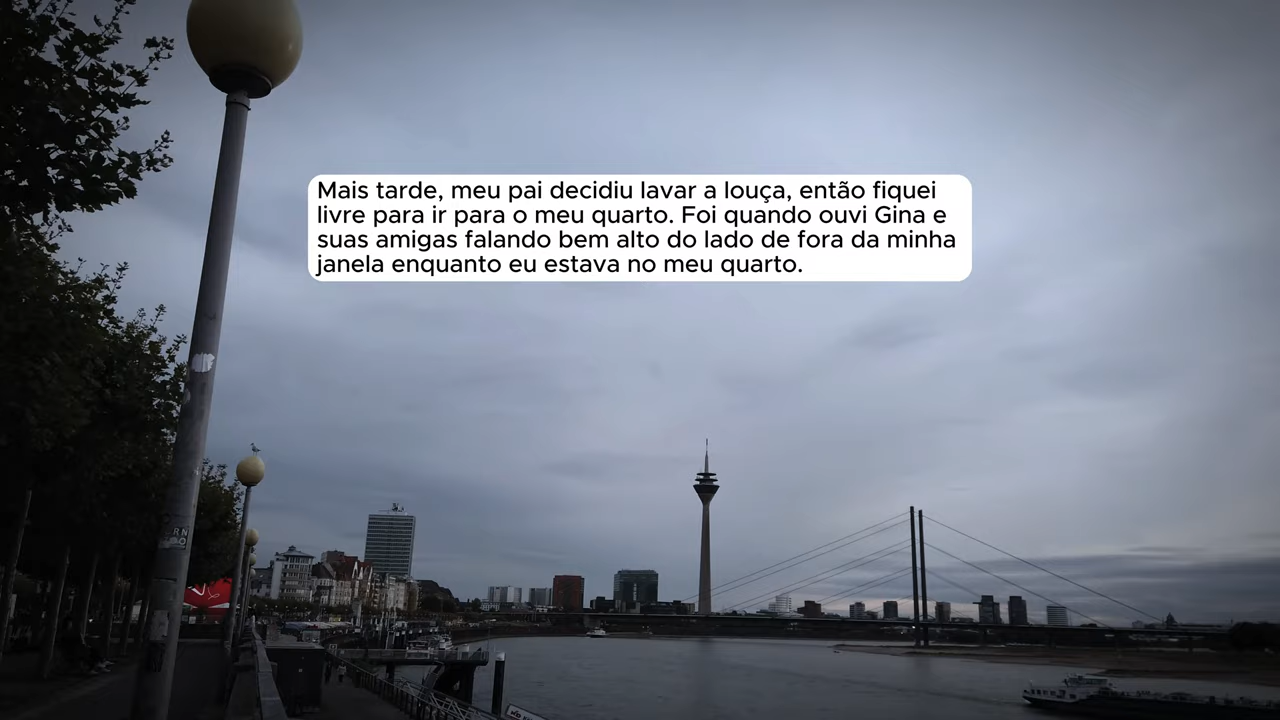 Mais tarde, meu pai decidiu lavar a louça, então fiquei
livre para ir para o meu quarto. Foi quando ouvi Gina e
suas amigas falando bem alto do lado de fora da minha
janela enquanto eu estava no meu quarto.